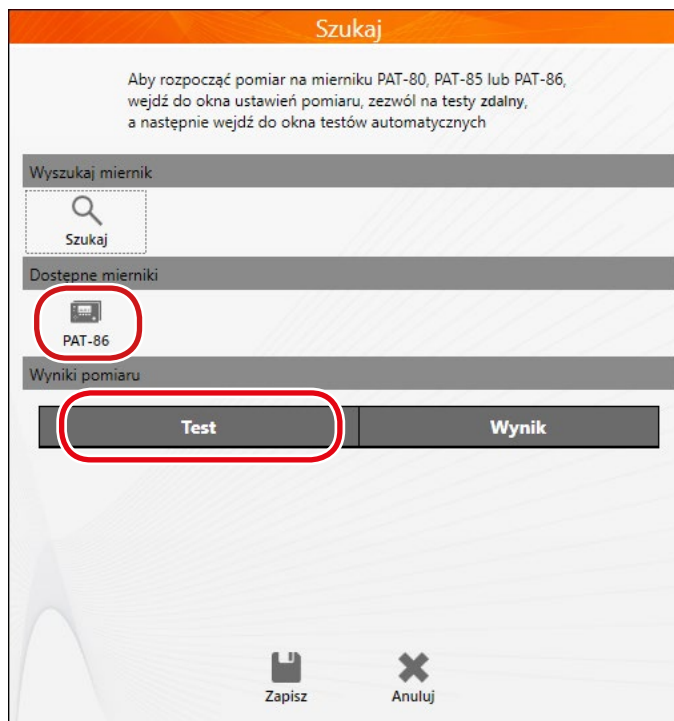 Szukaj
Aby rozpocząć pomiar na mierniku PAT-80, PAT-85 lub PAT-86,
wejdź do okna ustawień pomiaru, zezwól na testy zdalny,
a następnie wejdź do okna testów automatycznych
Wyszukaj miernik
Szukaj
Dostępne mierniki
PAT-86
Wyniki pomiaru
Test Wynik
Zapisz Anuluj